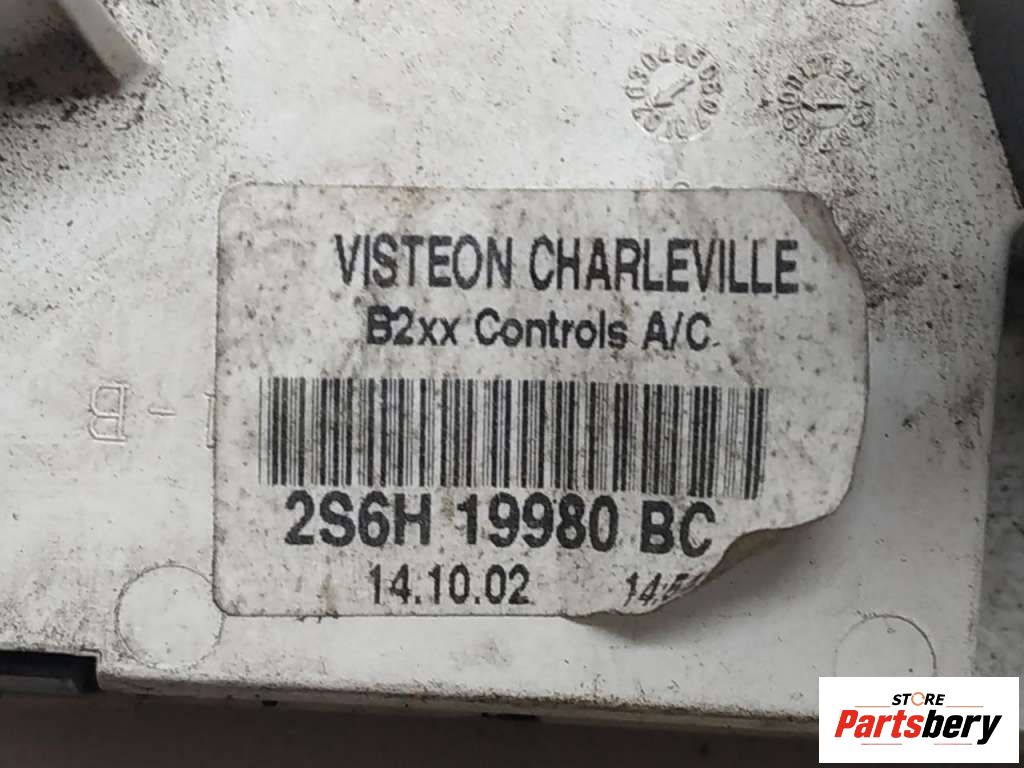 VISTEON CHARLEVILLE
B2xx Controls A/C
2S6H 19980 BC
14.10.02
STORE
Partsbery